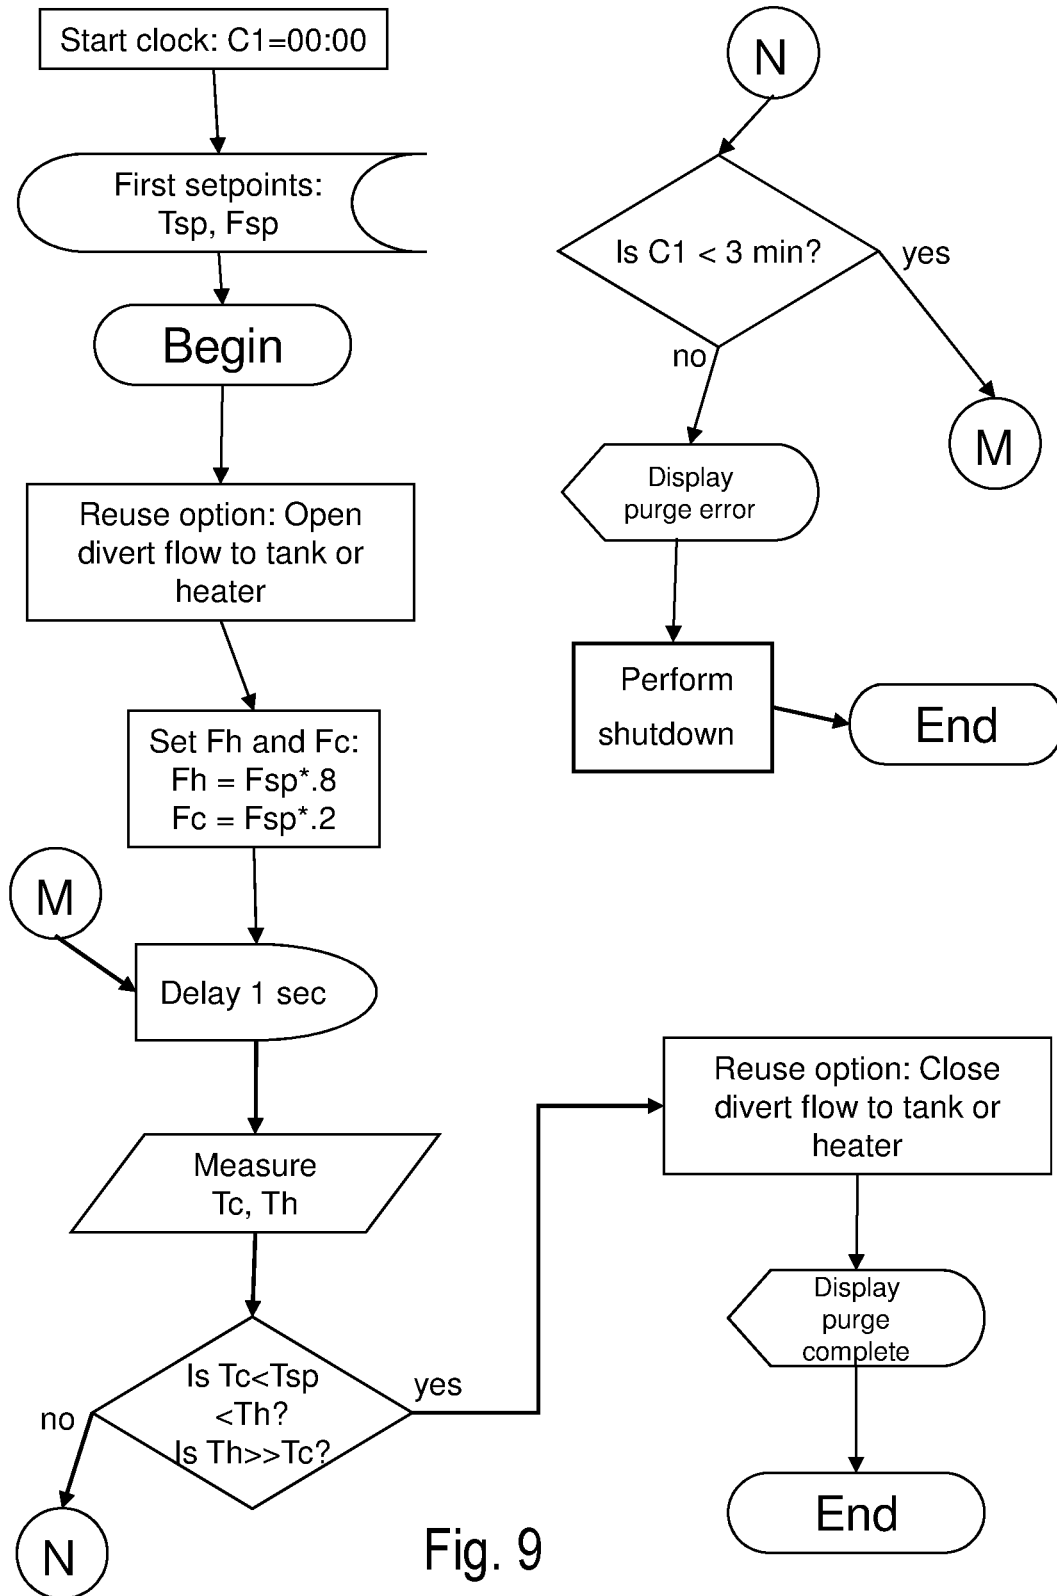 Start clock: C1=00:00
First setpoints:
Tsp, Fsp
Begin
Reuse option: Open
divert flow to tank or
heater
Set Fh and Fc:
Fh = Fsp*.8
Fc = Fsp*.2
M
Delay 1 sec
Measure
Tc, Th
Is Tc<Tsp
<Th?
Is Th>>Tc?
no
yes
N
N
Is C1 < 3 min?
yes
no
M
Display
purge error
Perform
shutdown
End
Reuse option: Close
divert flow to tank or
heater
Display
purge
complete
End
Fig. 9